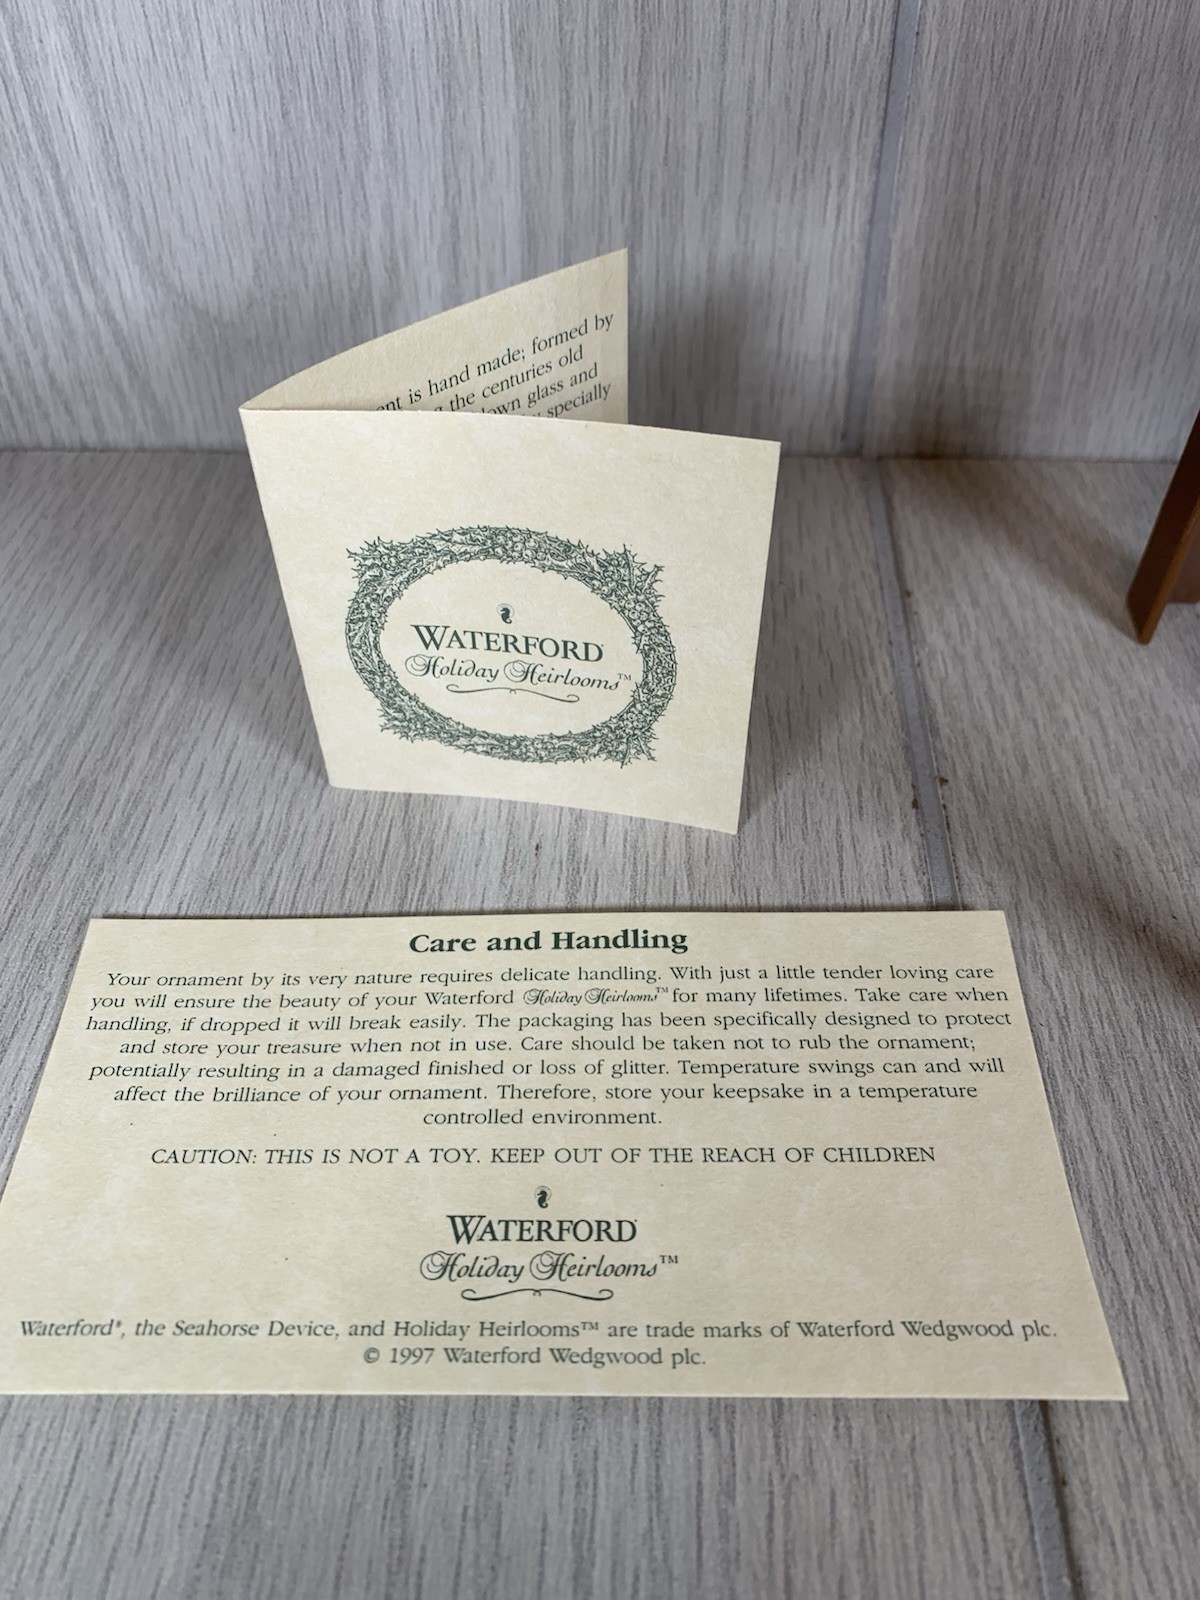 is hand made; formed by
the centuries old
glass and
specially
WATERFORD
Holiday Heirlooms™
Care and Handling
Your ornament by its very nature requires delicate handling. With just a little tender loving care
you will ensure the beauty of your Waterford Holiday Heirlooms™ for many lifetimes. Take care when
handling, if dropped it will break easily. The packaging has been specifically designed to protect
and store your treasure when not in use. Care should be taken not to rub the ornament;
potentially resulting in a damaged finished or loss of glitter. Temperature swings can and will
affect the brilliance of your ornament. Therefore, store your keepsake in a temperature
controlled environment.
CAUTION: THIS IS NOT A TOY. KEEP OUT OF THE REACH OF CHILDREN
WATERFORD
Holiday Heirlooms™
Waterford®, the Seahorse Device, and Holiday Heirlooms™ are trade marks of Waterford Wedgwood plc.
© 1997 Waterford Wedgwood plc.